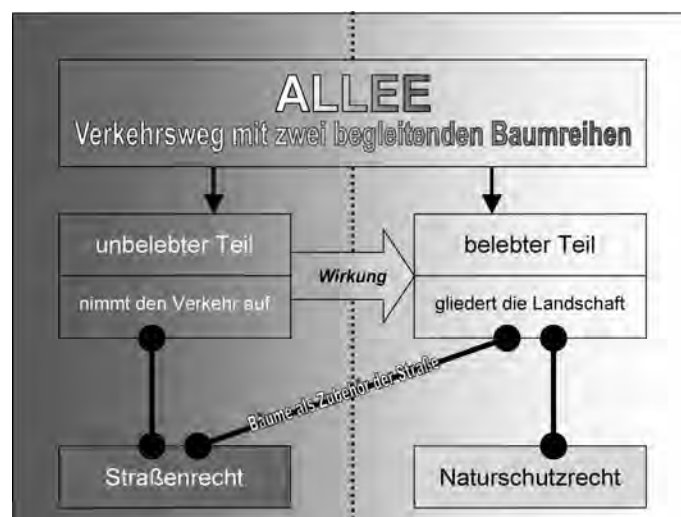 ALLEE
Verkehrsweg mit zwei begleitenden Baumreihen
unbelebter Teil
nimmt den Verkehr auf
Wirkung
belebter Teil
gliedert die Landschaft
Bäume als Zubehör der Straße
Straßenrecht
Naturschutzrecht